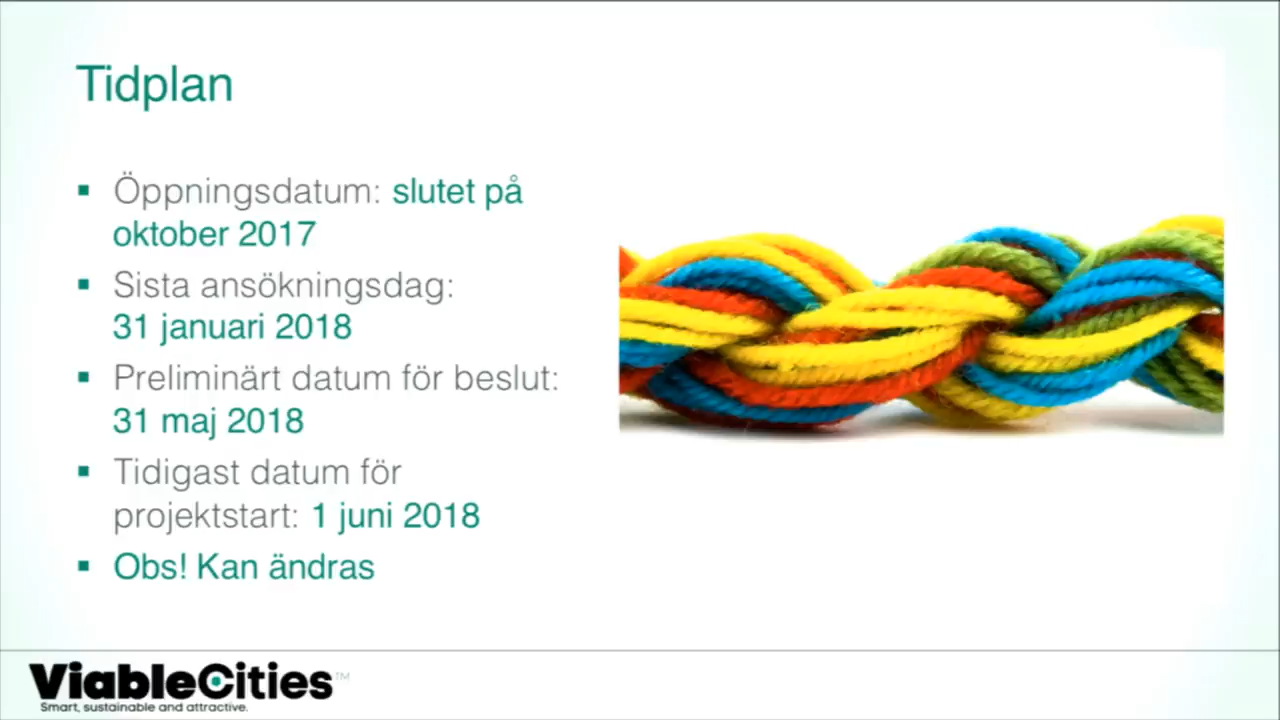 Tidplan
▪ Öppningsdatum: slutet på
oktober 2017
▪ Sista ansökningsdag:
31 januari 2018
▪ Preliminärt datum för beslut:
31 maj 2018
▪ Tidigast datum för
projektstart: 1 juni 2018
▪ Obs! Kan ändras
ViableCities™
Smart, sustainable and attractive.